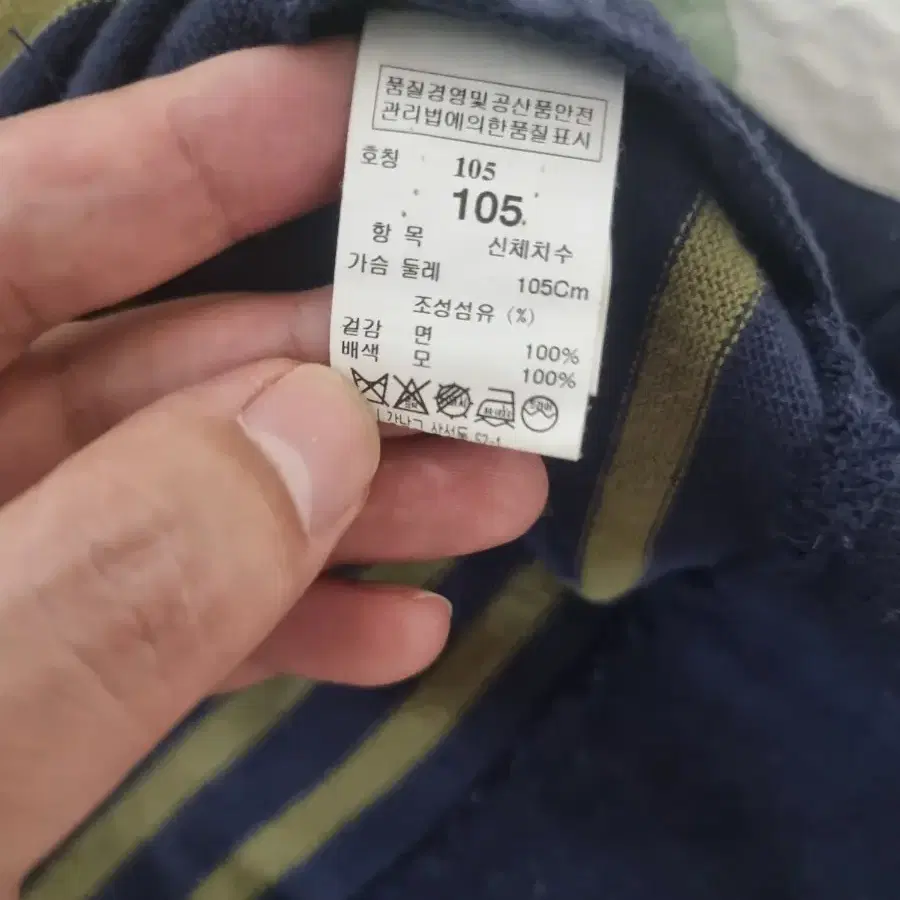 품질경영및공산품안전
관리법에의한품질표시
호칭 105
105
항 목 신체치수
가슴 둘레 105Cm
조성섬유 (%)
겉감 면 100%
배색 모 100%